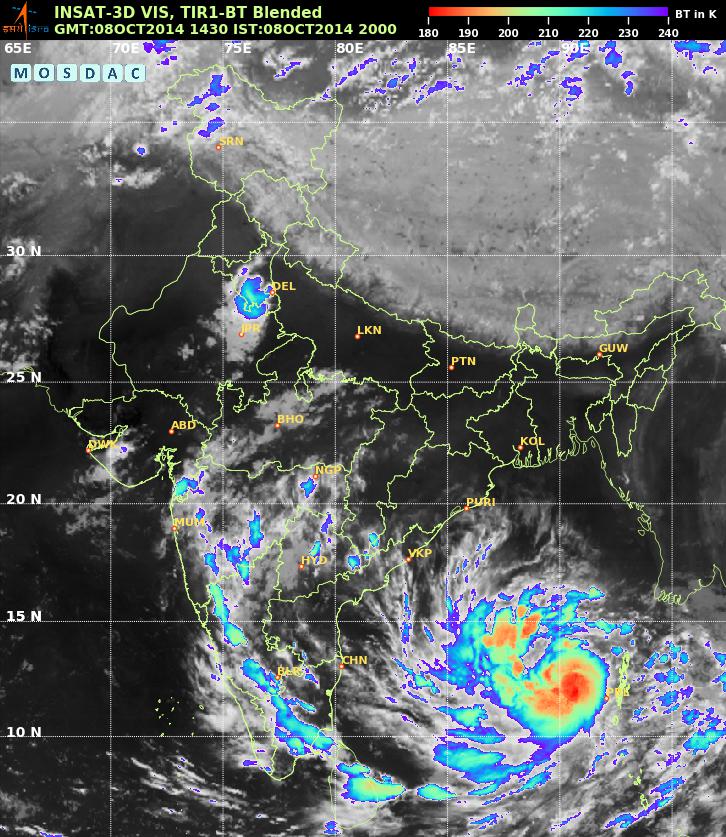 INSAT-3D VIS, TIR1-BT Blended
GMT:08OCT2014 1430 IST:08OCT2014 2000
BT in K
180 190 200 210 220 230 240
65E 70E 75E 80E 85E 90E
MOSDAC
SRN
30 N
DEL
JPR
LKN
GUW
PTN
25 N
BHO
ABD
DWK
KOL
NGP
20 N
PURI
MUM
VKP
HYD
15 N
CHN
BLR
PBL
10 N